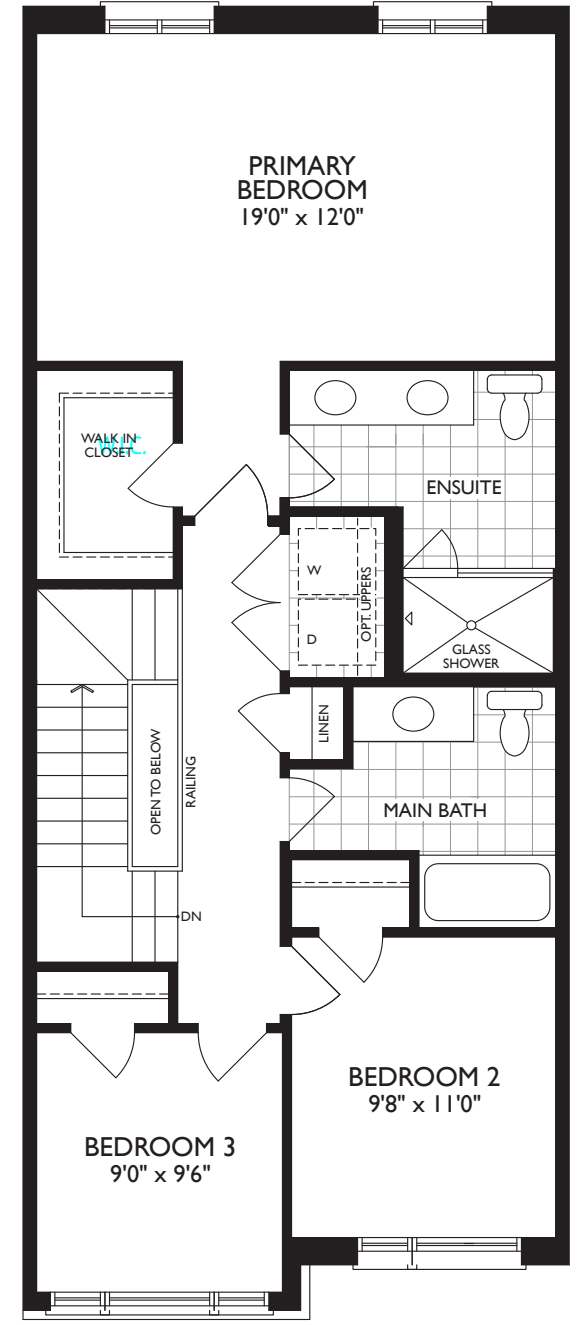 PRIMARY
BEDROOM
19'0" x 12'0"
W.I.C.
WALK IN
CLOSET
ENSUITE
W
D
OPT. UPPERS
GLASS
SHOWER
LINEN
OPEN TO BELOW
RAILING
MAIN BATH
DN
BEDROOM 2
9'8" x 11'0"
BEDROOM 3
9'0" x 9'6"